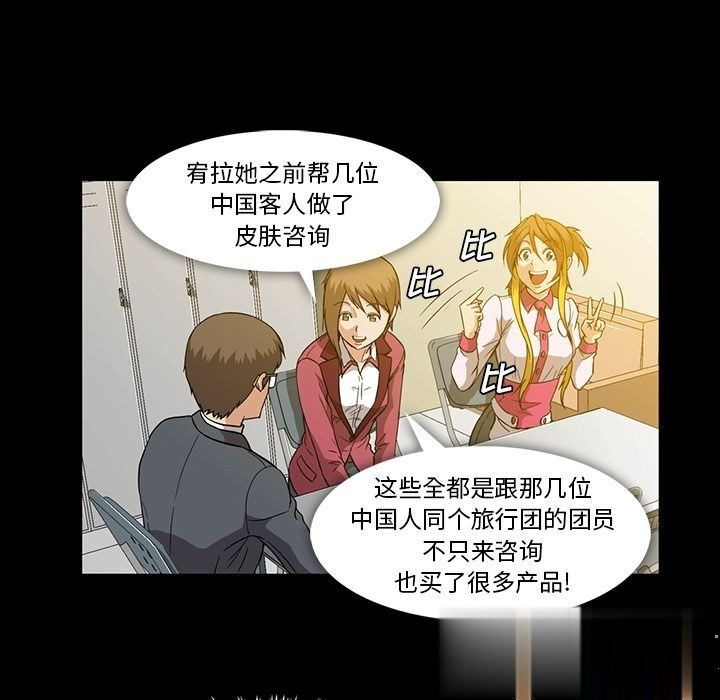 宥拉她之前帮几位
中国客人做了
皮肤咨询
比
比
比
这些全都是跟那几位
中国人同个旅行团的团员
不只来咨询
也买了很多产品!